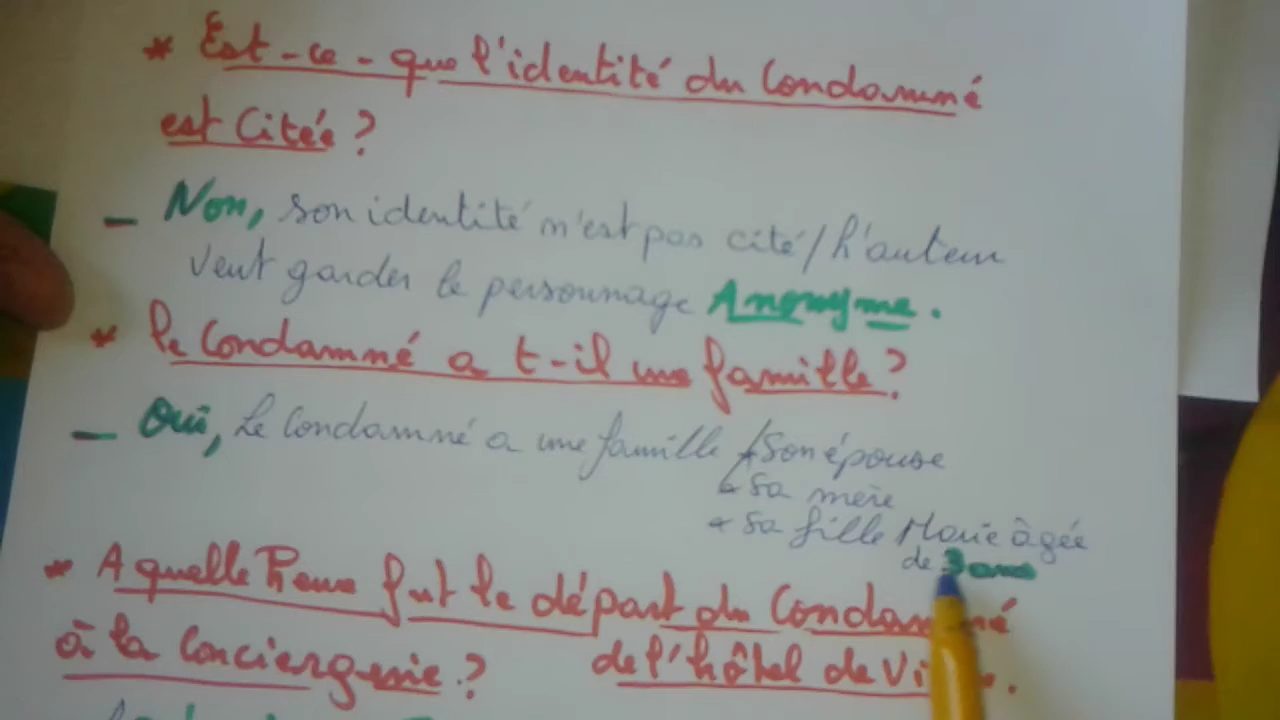 * Est-ce-que l'identité du Condamné
est Citée ?
- Non, son identité n'est pas cité / L'auteur
veut garder le personnage Anonyme.
* Le Condamné a t-il une famille ?
- Oui, Le Condamné a une famille son épouse
sa mère
sa fille Marie âgée
de 3 ans
* A quelle Heure fut le départ du Condamné
à la Conciergerie ? de l'hôtel de Vi